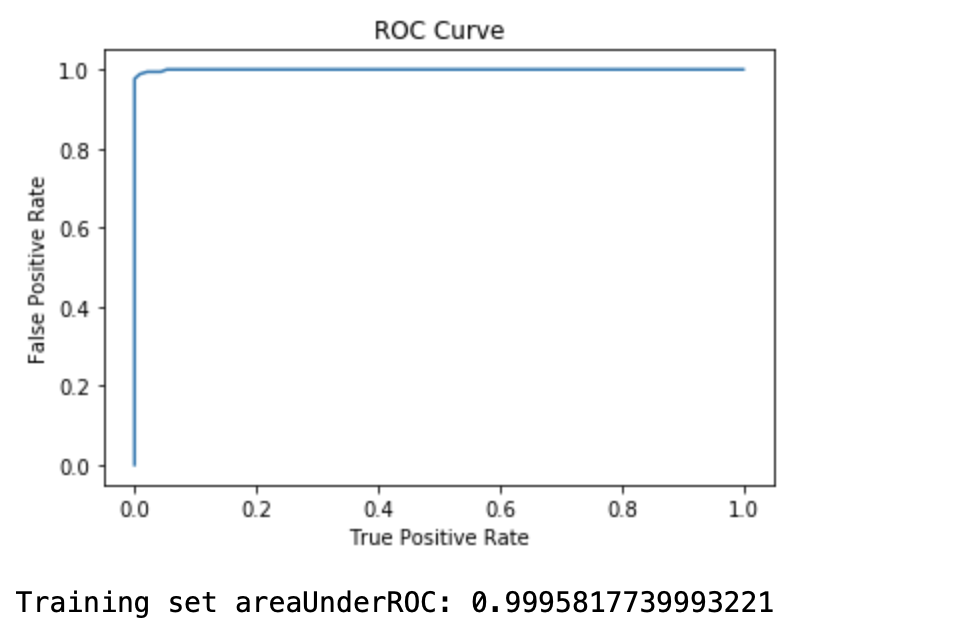 ROC Curve
1.0
0.8
0.6
0.4
0.2
0.0
False Positive Rate
0.0 0.2 0.4 0.6 0.8 1.0
True Positive Rate
Training set areaUnderROC: 0.9995817739993221